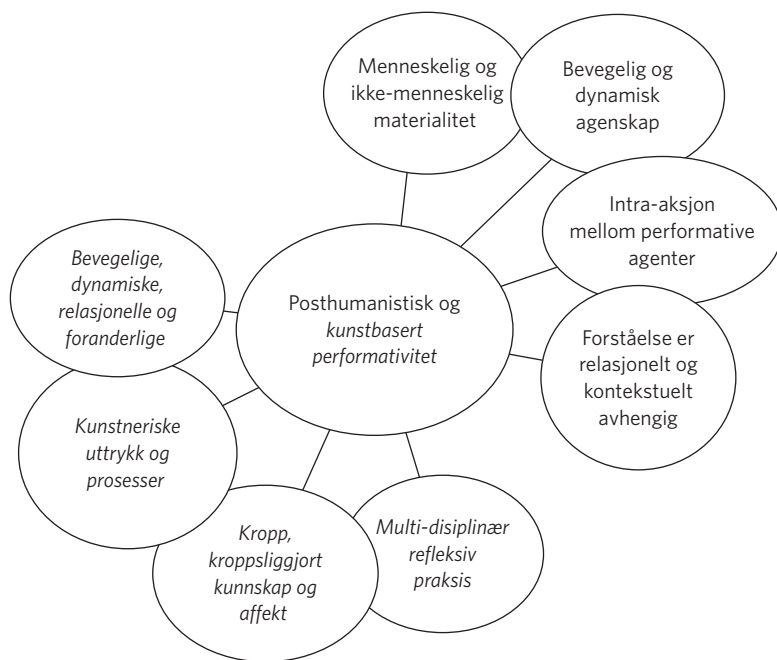 Menneskelig og
ikke-menneskelig
materialitet
Bevegelig og
dynamisk
agenskap
Intra-aksjon
mellom performative
agenter
Forståelse er
relasjonelt og
kontekstuelt
avhengig
Posthumanistisk og
kunstbasert
performativitet
Bevegelige,
dynamiske,
relasjonelle og
foranderlige
Kunstneriske
uttrykk og
prosesser
Kropp,
kroppsliggjort
kunnskap og
affekt
Multi-disiplinær
refleksiv
praksis